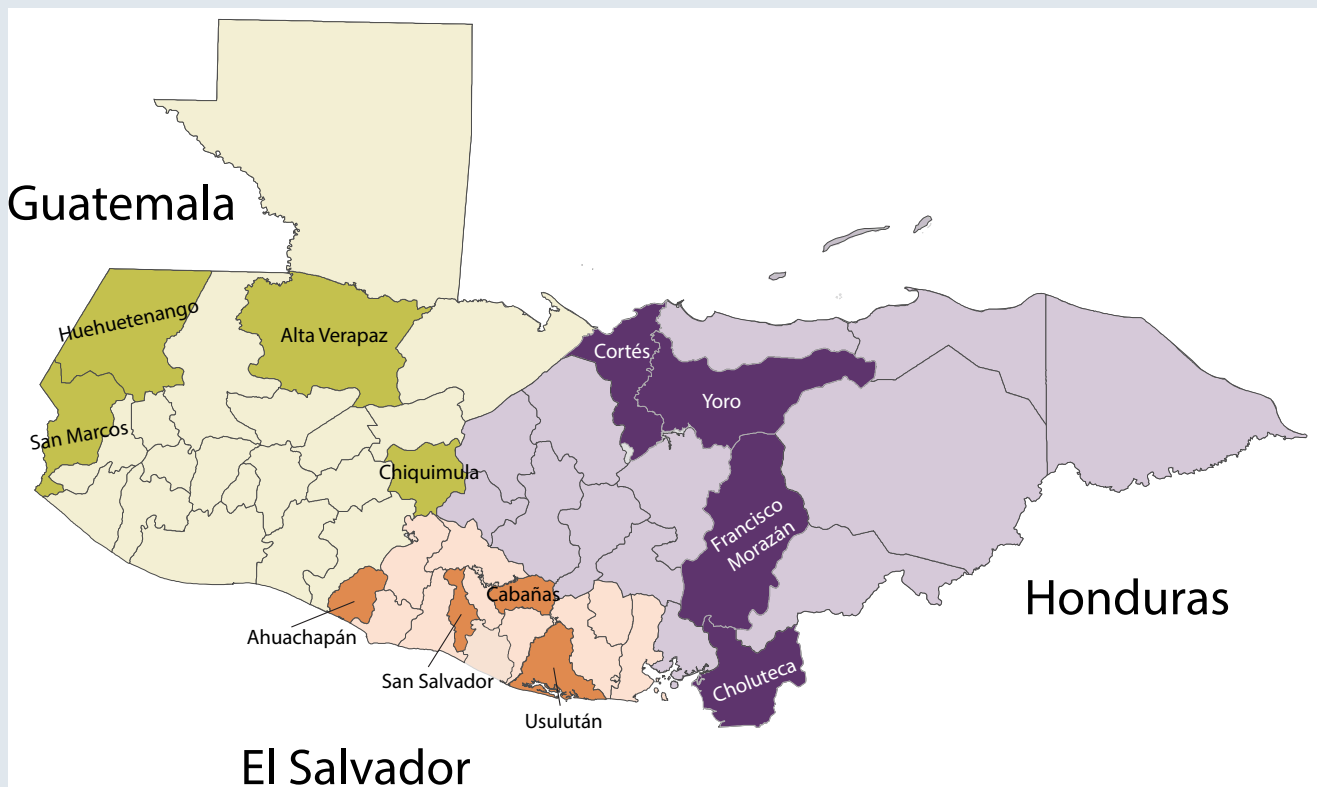 Guatemala
Huehuetenango
Alta Verapaz
San Marcos
Chiquimula
Cortés
Yoro
Francisco
Morazán
Honduras
Cabañas
Ahuachapán
San Salvador
Choluteca
Usulután
El Salvador